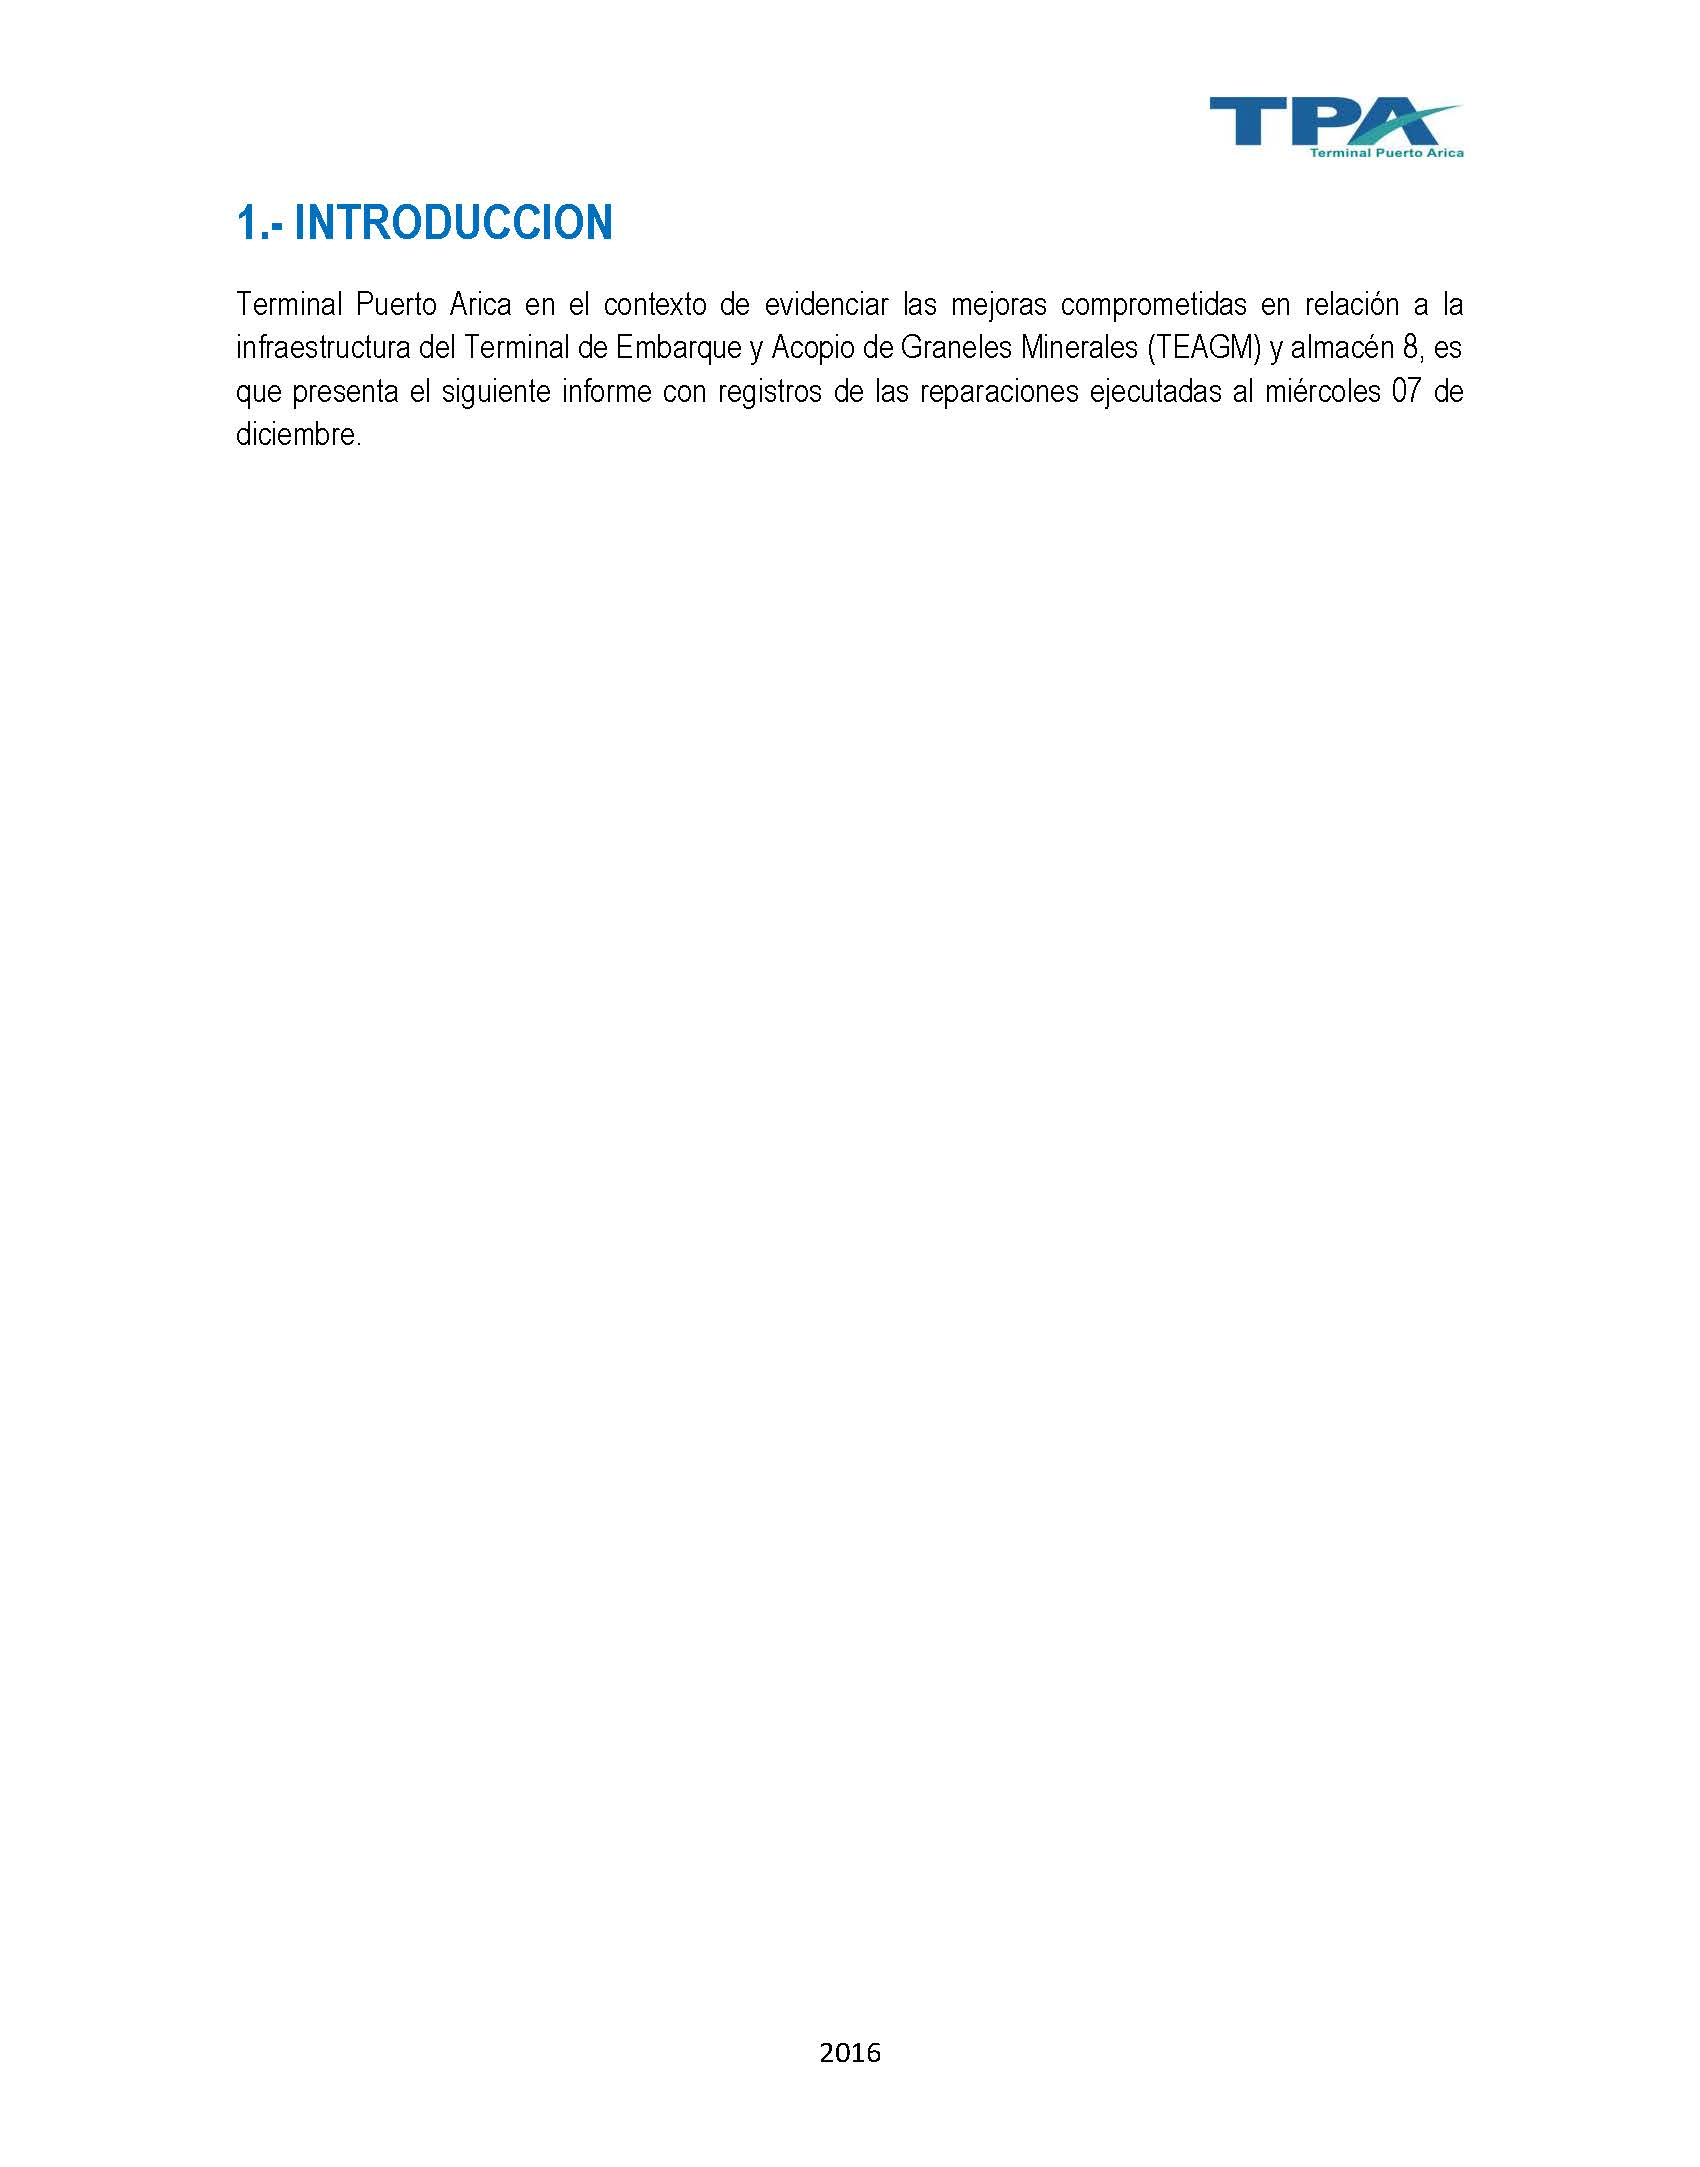 TPA
Terminal Puerto Arica
1.- INTRODUCCION
Terminal Puerto Arica en el contexto de evidenciar las mejoras comprometidas en relación a la
infraestructura del Terminal de Embarque y Acopio de Graneles Minerales (TEAGM) y almacén 8, es
que presenta el siguiente informe con registros de las reparaciones ejecutadas al miércoles 07 de
diciembre.
2016